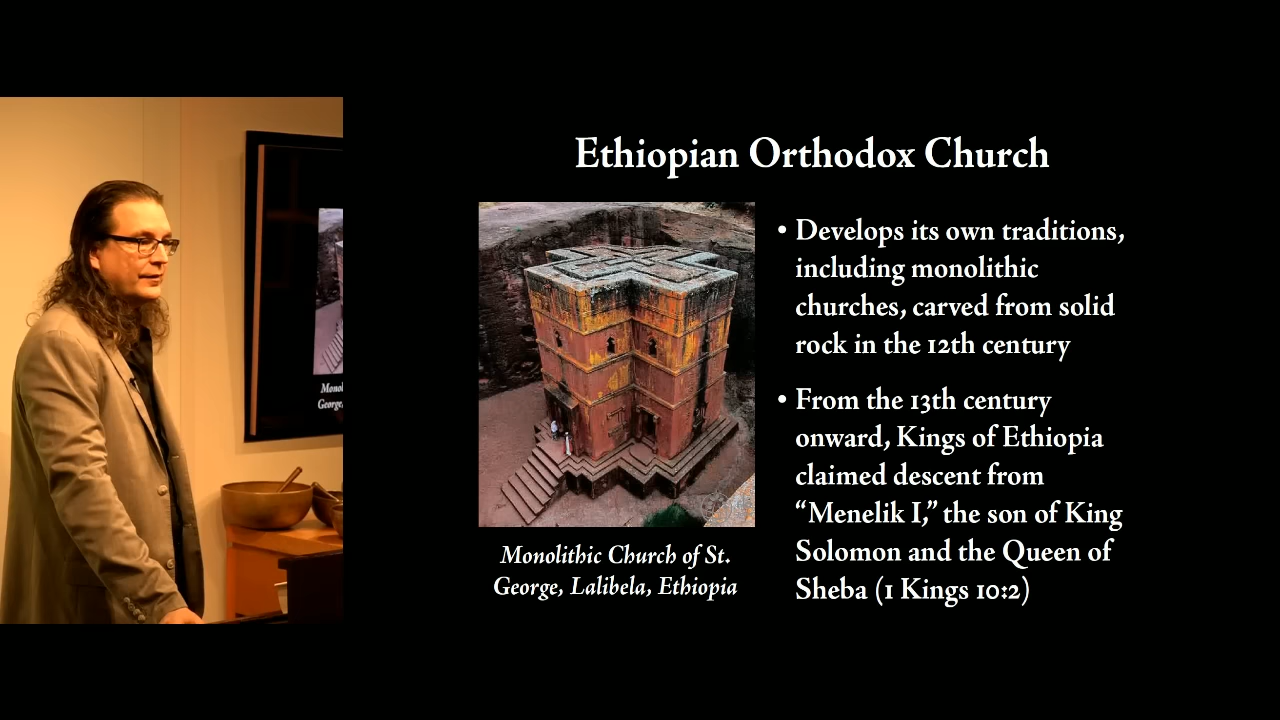 Ethiopian Orthodox Church
• Develops its own traditions,
including monolithic
churches, carved from solid
rock in the 12th century
• From the 13th century
onward, Kings of Ethiopia
claimed descent from
“Menelik I,” the son of King
Solomon and the Queen of
Sheba (1 Kings 10:2)
Monolithic Church of St.
George, Lalibela, Ethiopia
George,